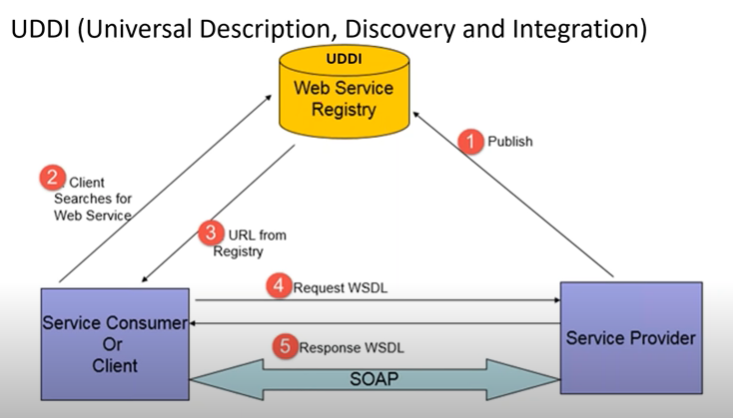 UDDI (Universal Description, Discovery and Integration)
UDDI
Web Service
Registry
1 Publish
2 Client
Searches for
Web Service
3 URL from
Registry
4 Request WSDL
Service Consumer
Or
Client
Service Provider
5 Response WSDL
SOAP